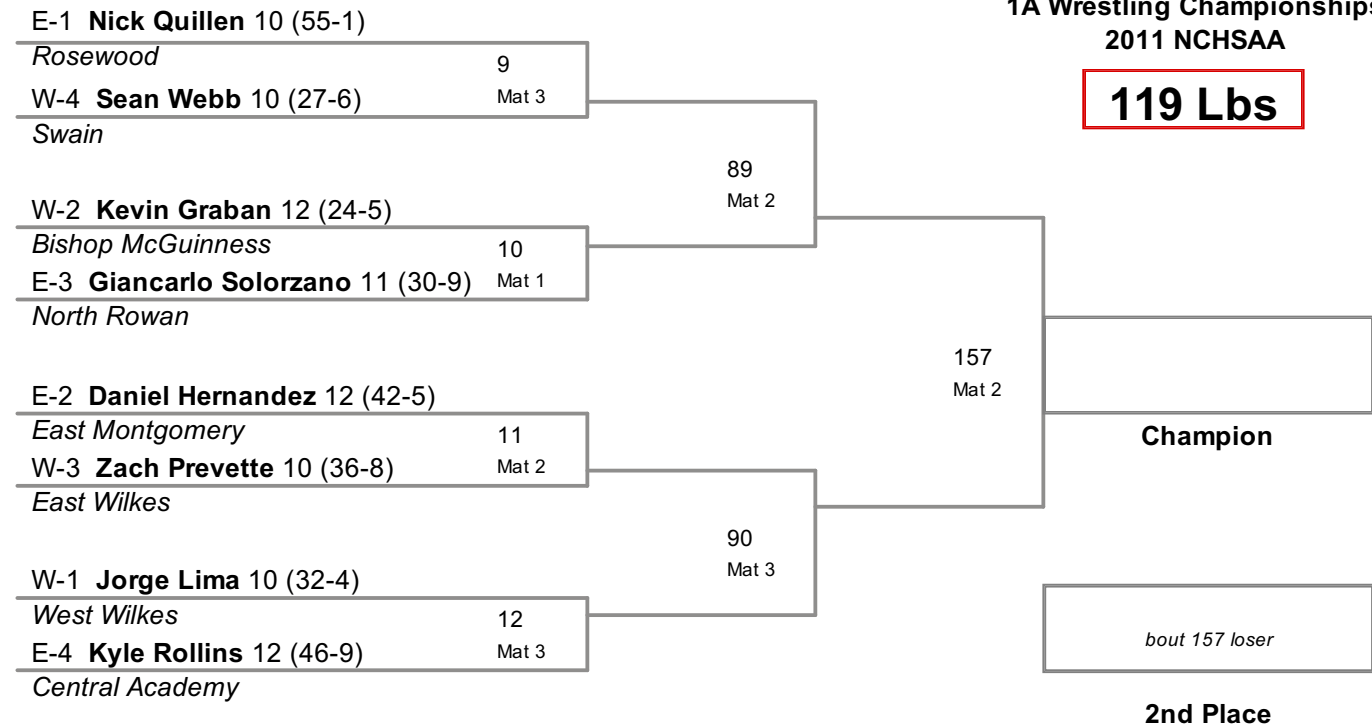 1A Wrestling Championships
2011 NCHSAA
119 Lbs
E-1 Nick Quillen 10 (55-1)
Rosewood
9
Mat 3
W-4 Sean Webb 10 (27-6)
Swain
89
Mat 2
W-2 Kevin Graban 12 (24-5)
Bishop McGuinness
10
Mat 1
E-3 Giancarlo Solorzano 11 (30-9)
North Rowan
157
Mat 2
E-2 Daniel Hernandez 12 (42-5)
East Montgomery
11
Mat 2
W-3 Zach Prevette 10 (36-8)
East Wilkes
Champion
90
Mat 3
W-1 Jorge Lima 10 (32-4)
West Wilkes
12
Mat 3
E-4 Kyle Rollins 12 (46-9)
Central Academy
bout 157 loser
2nd Place